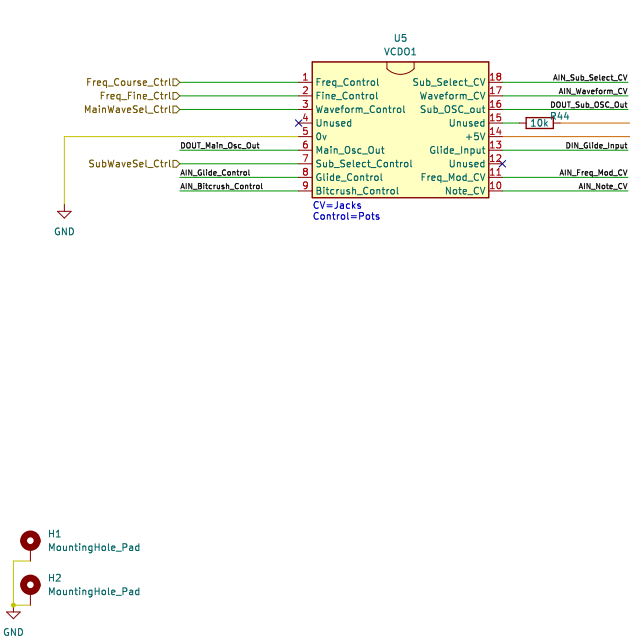 U5
VCDO1
Freq_Course_Ctrl 1 Freq_Control Sub_Select_CV 18 AIN_Sub_Select_CV
Freq_Fine_Ctrl 2 Fine_Control Waveform_CV 17 AIN_Waveform_CV
MainWaveSel_Ctrl 3 Waveform_Control Sub_OSC_out 16 DOUT_Sub_OSC_Out
4 Unused Unused 15 10k R44
5 0v +5V 14
DOUT_Main_Osc_Out 6 Main_Osc_Out Glide_Input 13 DIN_Glide_Input
SubWaveSel_Ctrl 7 Sub_Select_Control Unused 12
AIN_Glide_Control 8 Glide_Control Freq_Mod_CV 11 AIN_Freq_Mod_CV
AIN_Bitcrush_Control 9 Bitcrush_Control Note_CV 10 AIN_Note_CV
CV=Jacks
Control=Pots
GND
H1
MountingHole_Pad
H2
MountingHole_Pad
GND